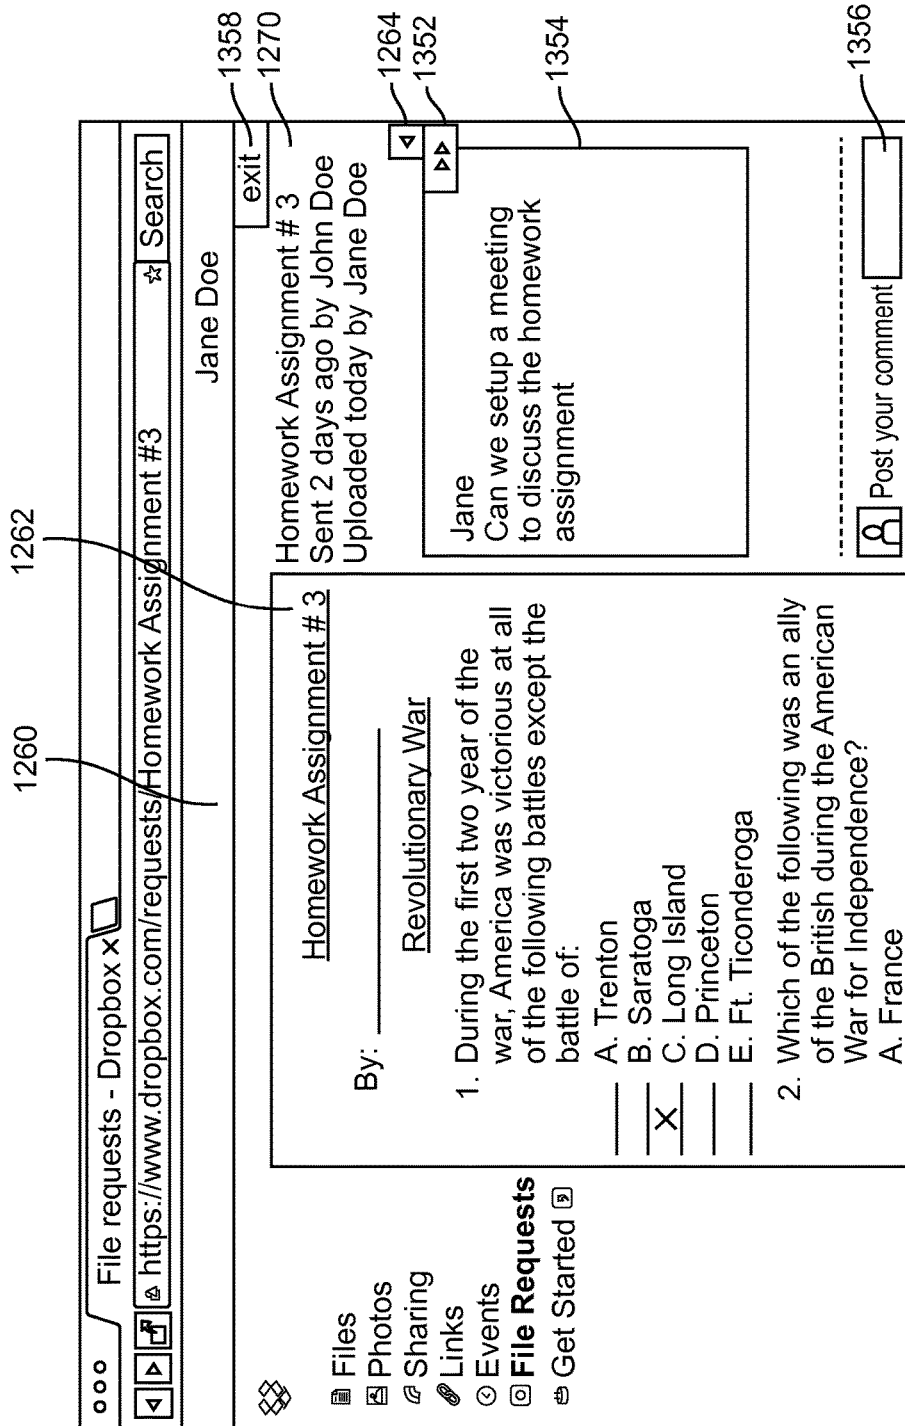 1260
1262
File requests - Dropbox x
https://www.dropbox.com/requests/Homework Assignment #3
Search
Jane Doe
exit
1358
1270
Files
Photos
Sharing
Links
Events
File Requests
Get Started
Homework Assignment # 3
By:
Revolutionary War
1. During the first two year of the
war, America was victorious at all
of the following battles except the
battle of:
A. Trenton
B. Saratoga
X C. Long Island
D. Princeton
E. Ft. Ticonderoga
2. Which of the following was an ally
of the British during the American
War for Independence?
A. France
Homework Assignment # 3
Sent 2 days ago by John Doe
Uploaded today by Jane Doe
1264
1352
Jane
Can we setup a meeting
to discuss the homework
assignment
1354
Post your comment
1356